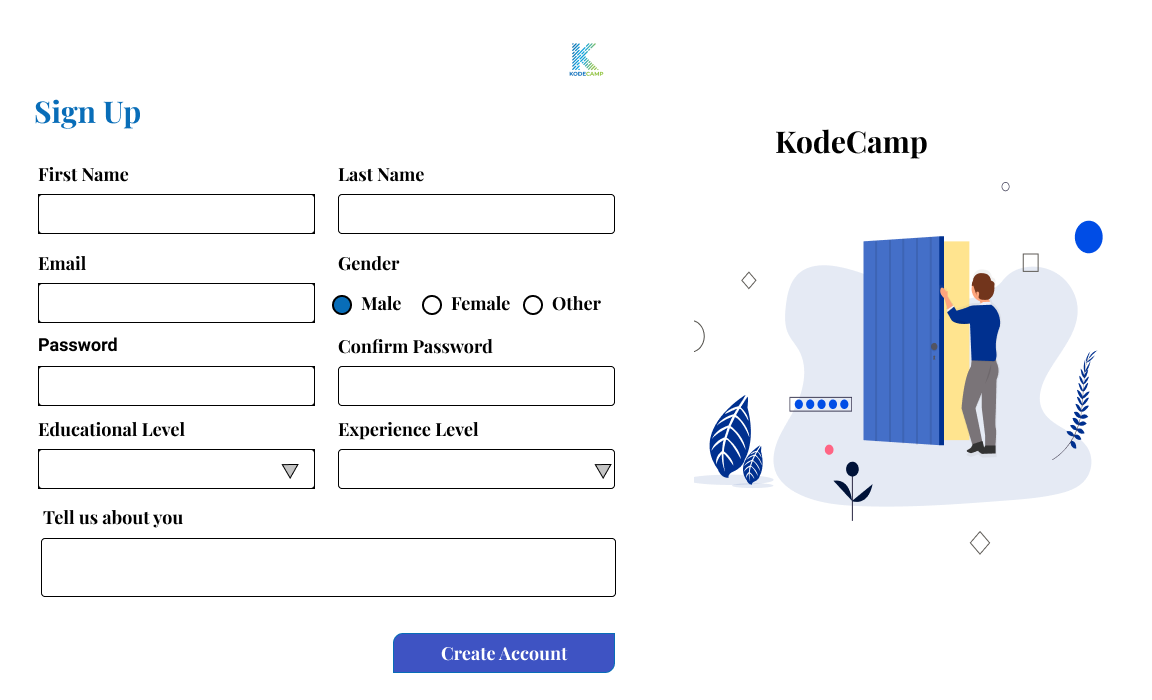 KODECAMP
Sign Up
KodeCamp
First Name
Last Name
Email
Gender
Male
Female
Other
Password
Confirm Password
Educational Level
Experience Level
Tell us about you
Create Account